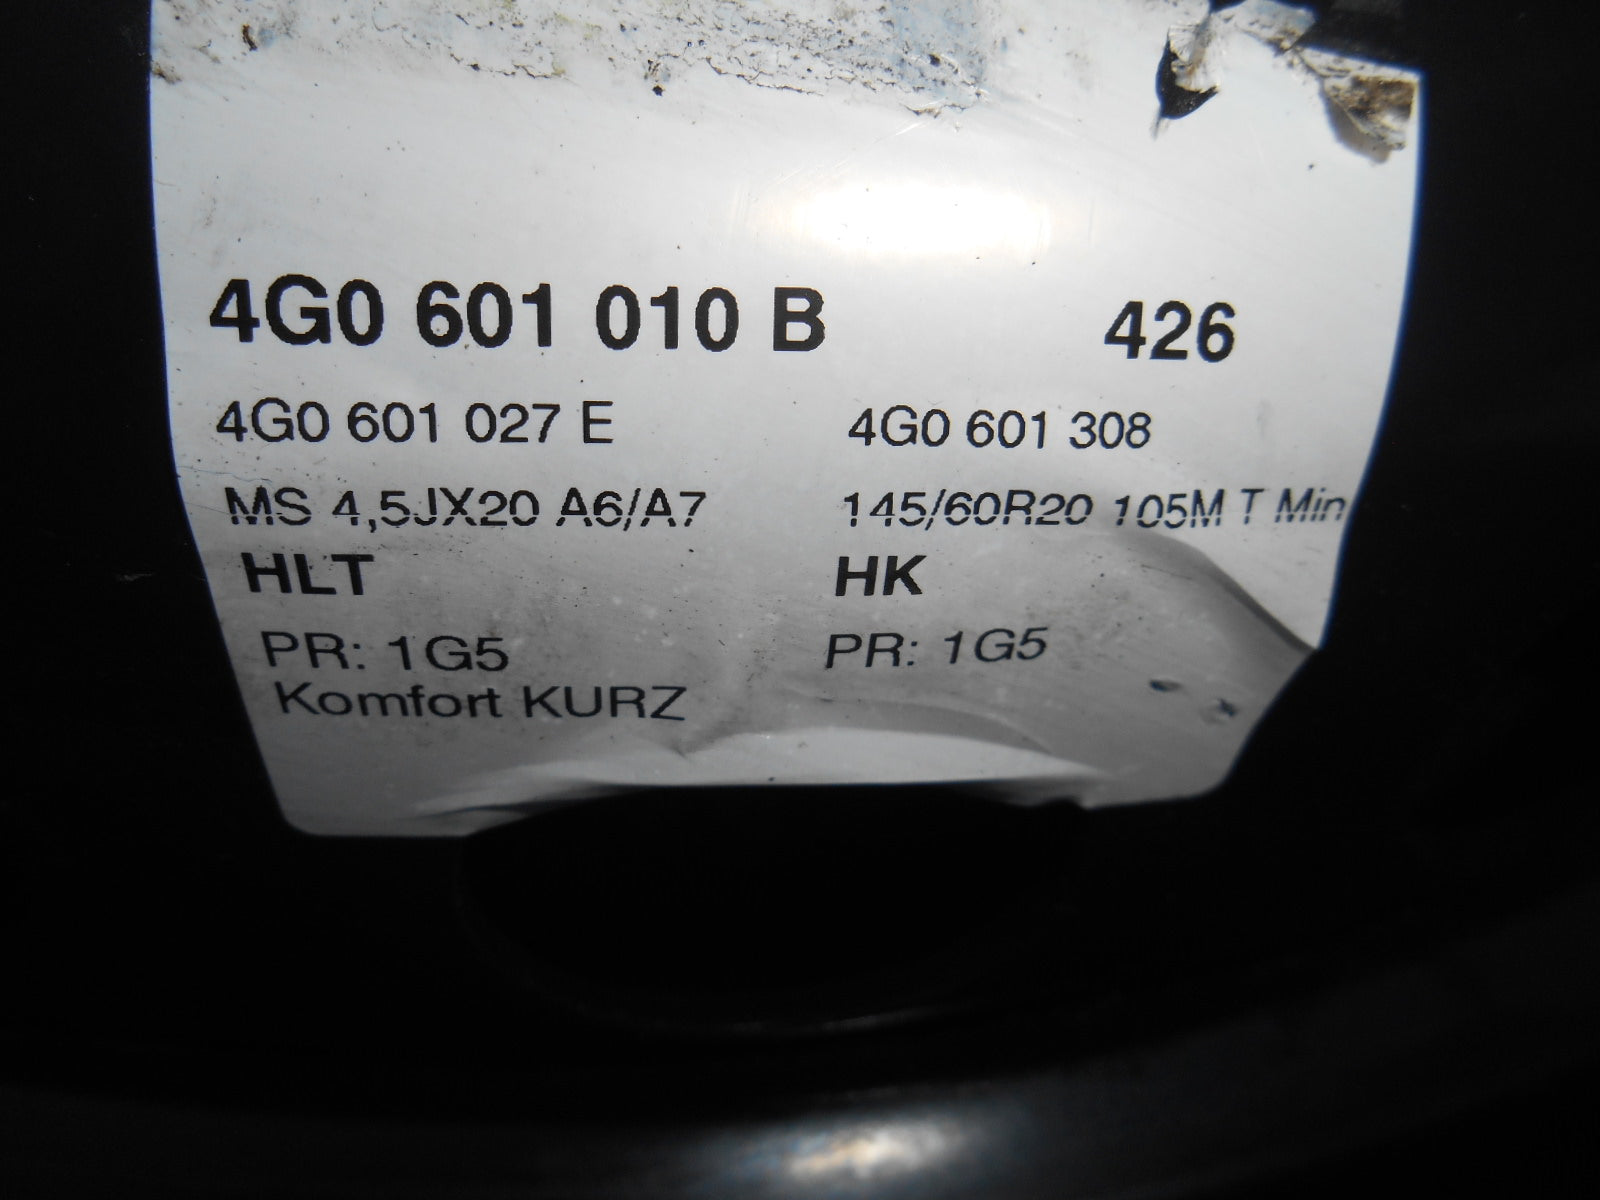 4G0 601 010 B 426
4G0 601 027 E 4G0 601 308
MS 4,5JX20 A6/A7 145/60R20 105M T Min
HLT HK
PR: 1G5 PR: 1G5
Komfort KURZ